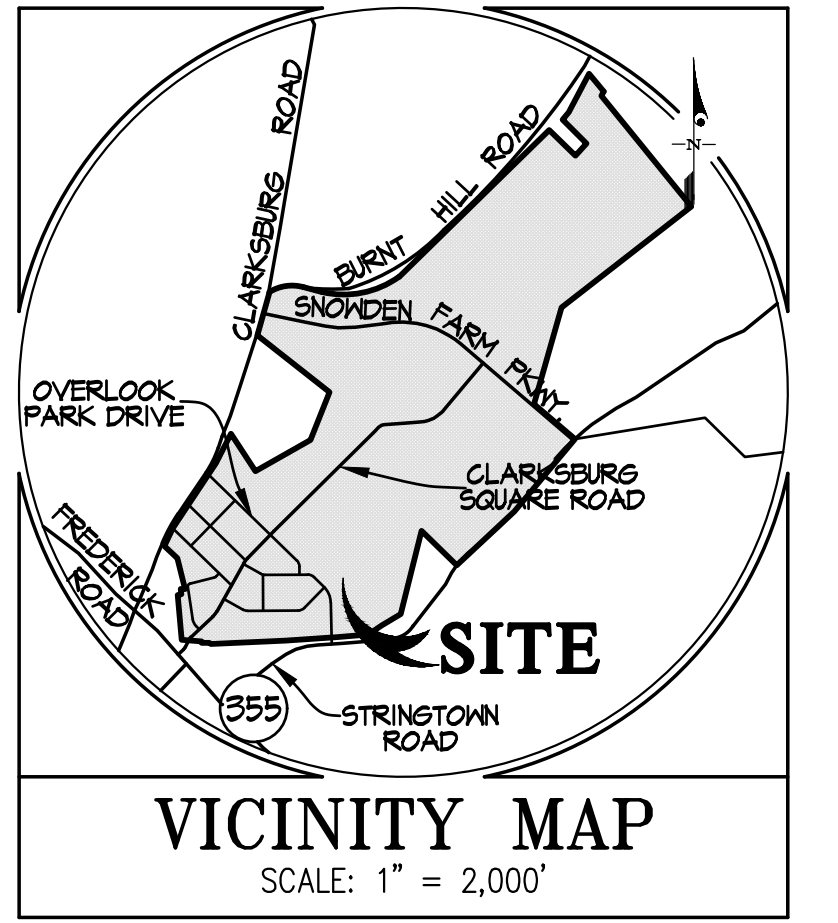 CLARKSBURG ROAD
BURNT HILL ROAD
N
SNOWDEN FARM PKWY.
OVERLOOK
PARK DRIVE
CLARKSBURG
SQUARE ROAD
FREDERICK
ROAD
SITE
355
STRINGTOWN
ROAD
VICINITY MAP
SCALE: 1" = 2,000'